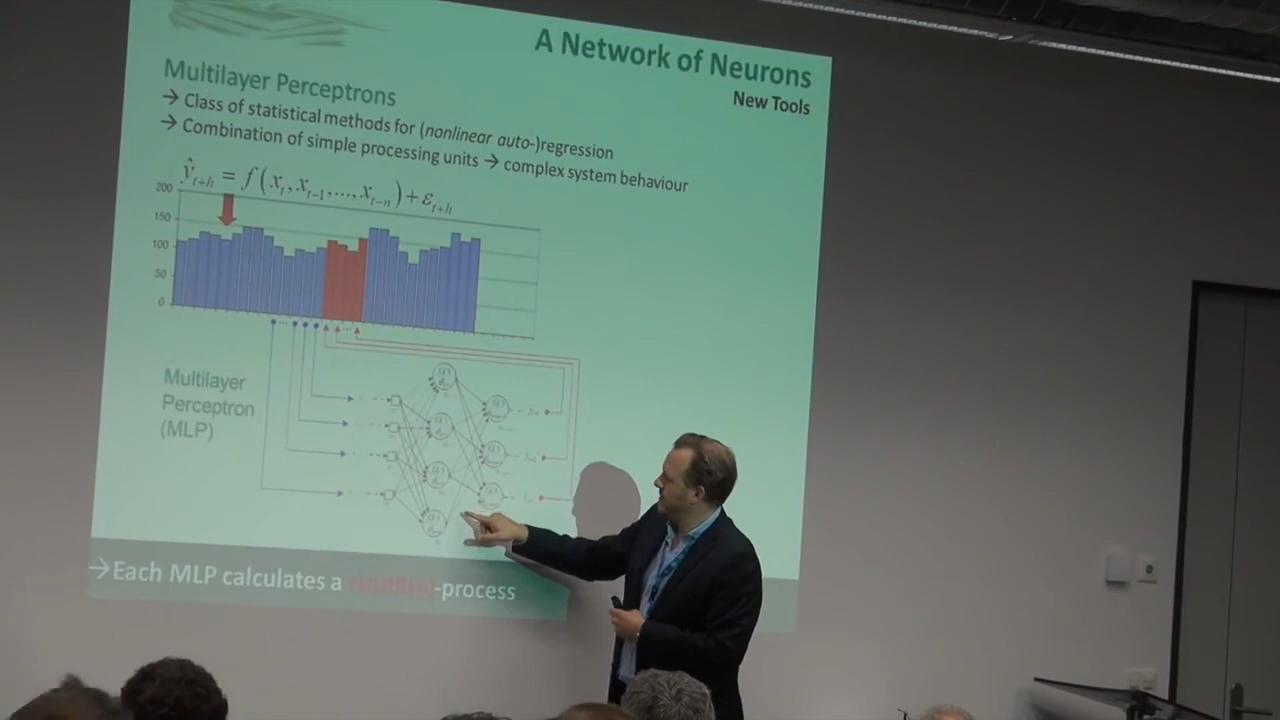 A Network of Neurons
New Tools
Multilayer Perceptrons
→ Class of statistical methods for (nonlinear auto-)regression
→ Combination of simple processing units → complex system behaviour
ŷt+h = f(xt, xt−1, ..., xt−n) + εt+h
200
150
100
50
0
Multilayer
Perceptron
(MLP)
→Each MLP calculates a -process